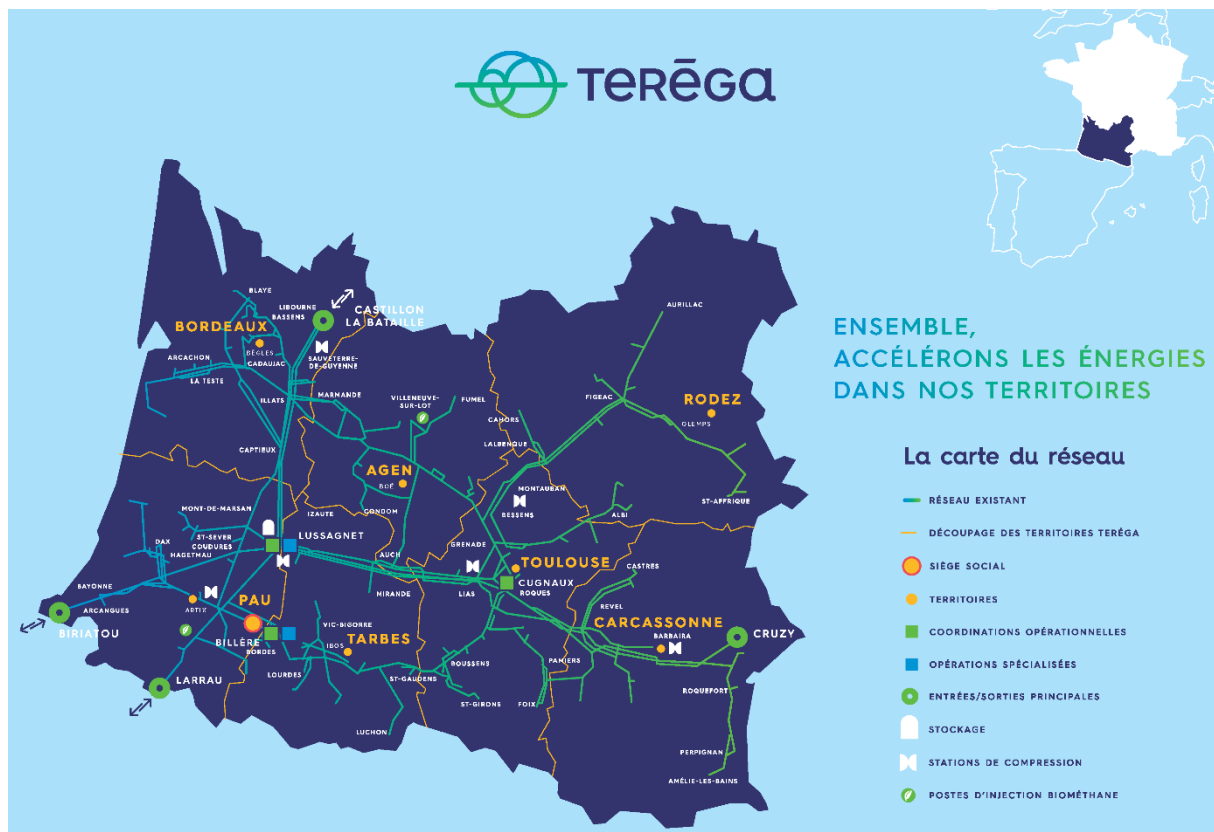 TERĒGA
ENSEMBLE,
ACCÉLÉRONS LES ÉNERGIES
DANS NOS TERRITOIRES
La carte du réseau
RÉSEAU EXISTANT
DÉCOUPAGE DES TERRITOIRES TERÉGA
SIÈGE SOCIAL
TERRITOIRES
COORDINATIONS OPÉRATIONNELLES
OPÉRATIONS SPÉCIALISÉES
ENTRÉES/SORTIES PRINCIPALES
STOCKAGE
STATIONS DE COMPRESSION
POSTES D'INJECTION BIOMÉTHANE
BLAYE
LIBOURNE
BASSENS
CASTILLON
LA BATAILLE
BORDEAUX
BÈGLES
CADAUJAC
SAUVETERRE-
DE-GUYENNE
ARCACHON
LA TESTE
ILLATS
MARMANDE
VILLENEUVE-
SUR-LOT
FUMEL
CAPTIEUX
AGEN
BOÉ
CONDOM
AURILLAC
FIGEAC
RODEZ
OLEMPS
CAHORS
LALBENQUE
MONTAUBAN
BESSENS
ST-AFFRIQUE
ALBI
MONT-DE-MARSAN
IZAUTE
ST-SEVER
COUDURES
HAGETMAU
DAX
LUSSAGNET
AUCH
GRENADE
TOULOUSE
CUGNAUX
ROQUES
CASTRES
BAYONNE
ARCANGUES
BIRIATOU
ARTIX
PAU
MIRANDE
LIAS
REVEL
CARCASSONNE
BARBAIRA
CRUZY
BILLÈRE
BORDES
VIC-BIGORRE
IBOS
TARBES
LOURDES
LARRAU
ROUSSENS
ST-GAUDENS
ST-GIRONS
PAMIERS
FOIX
LUCHON
ROQUEFORT
PERPIGNAN
AMÉLIE-LES-BAINS